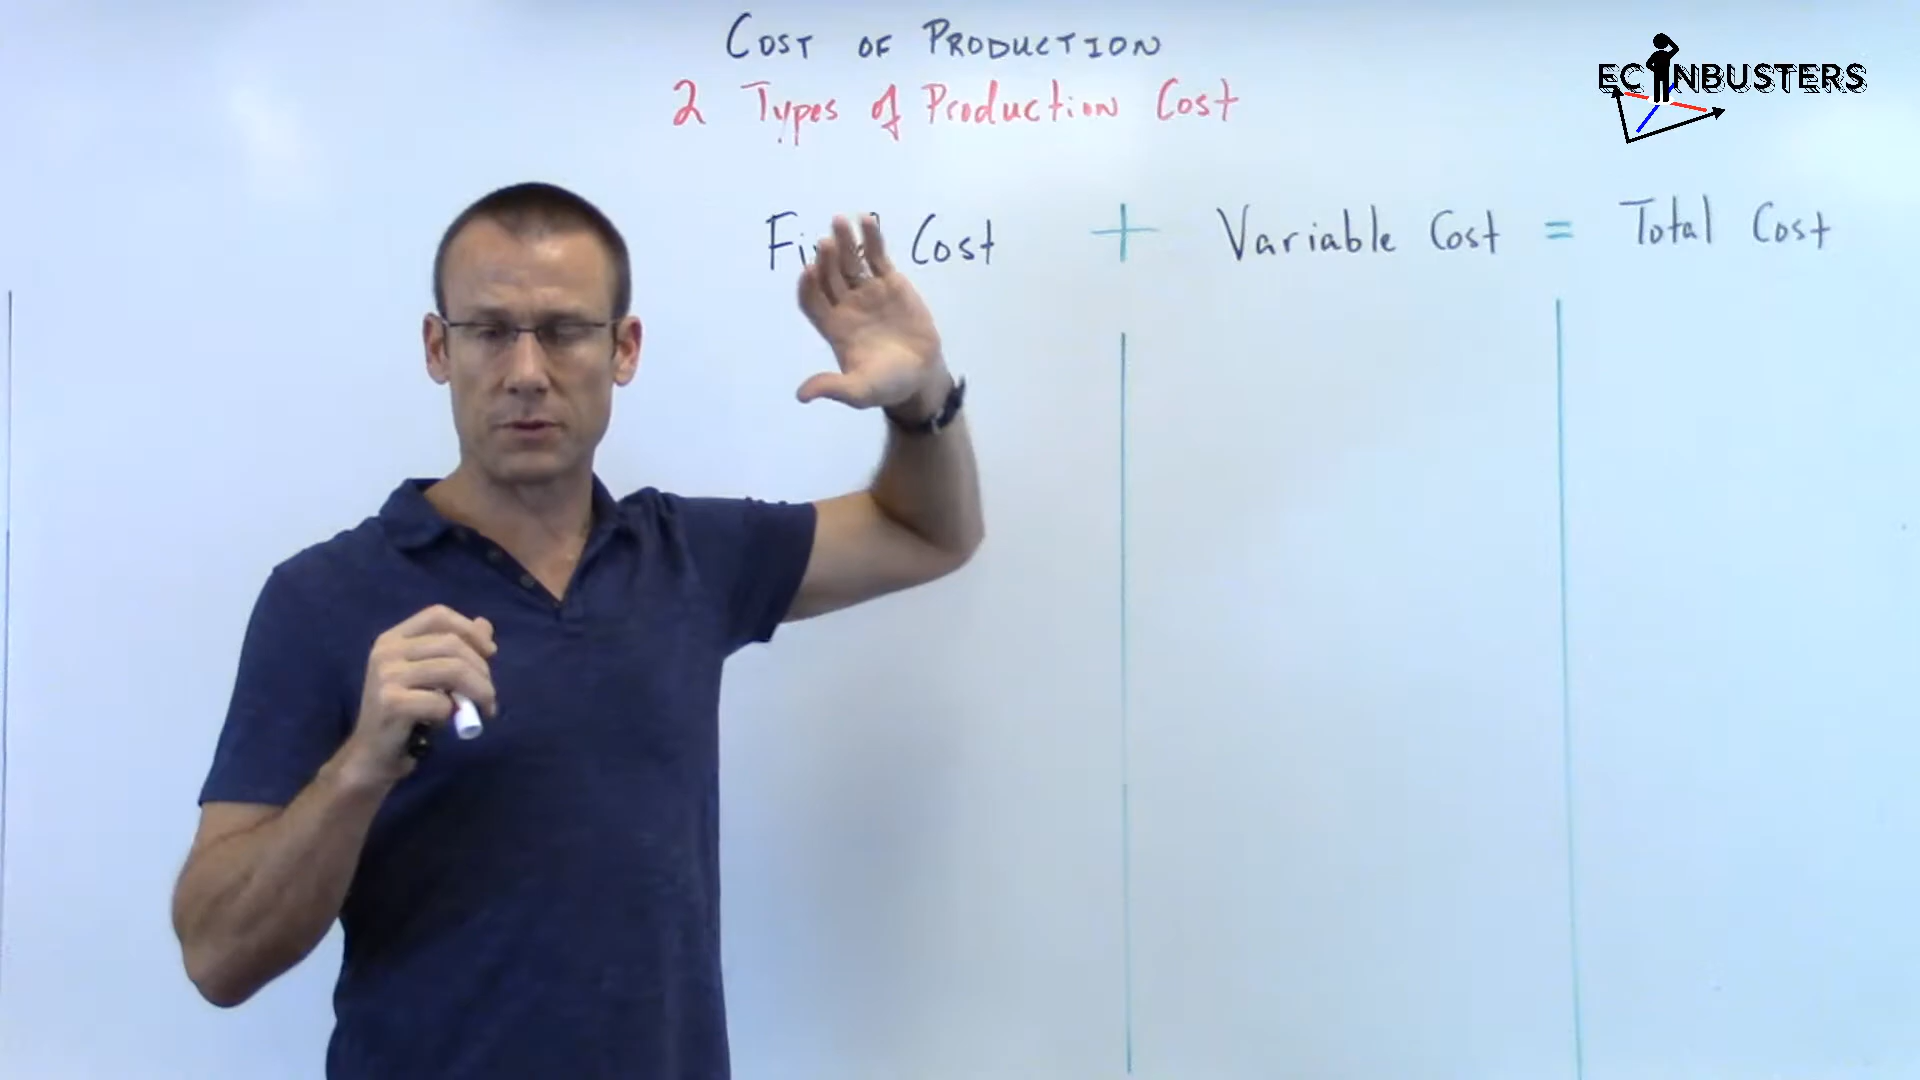 COST OF PRODUCTION
2 Types of Production Cost
Cost + Variable Cost = Total Cost
ECONBUSTERS